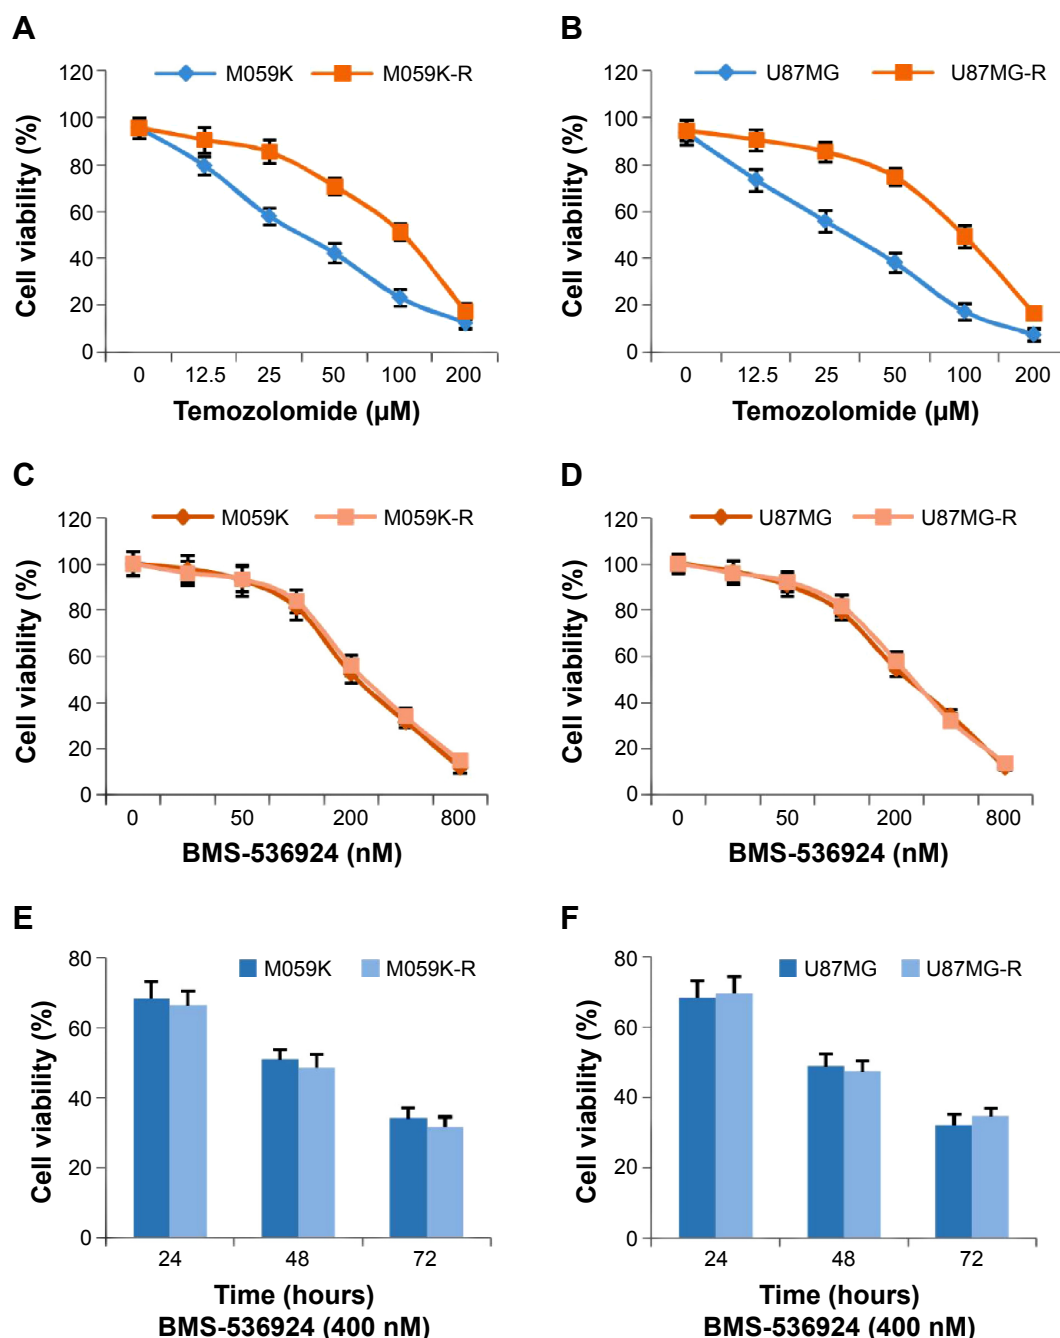 A
M059K M059K-R
Cell viability (%)
120
100
80
60
40
20
0
0 12.5 25 50 100 200
Temozolomide (µM)
B
U87MG U87MG-R
Cell viability (%)
120
100
80
60
40
20
0
0 12.5 25 50 100 200
Temozolomide (µM)
C
M059K M059K-R
Cell viability (%)
120
100
80
60
40
20
0
0 50 200 800
BMS-536924 (nM)
D
U87MG U87MG-R
Cell viability (%)
120
100
80
60
40
20
0
0 50 200 800
BMS-536924 (nM)
E
M059K M059K-R
Cell viability (%)
80
60
40
20
0
24 48 72
Time (hours)
BMS-536924 (400 nM)
F
U87MG U87MG-R
Cell viability (%)
80
60
40
20
0
24 48 72
Time (hours)
BMS-536924 (400 nM)